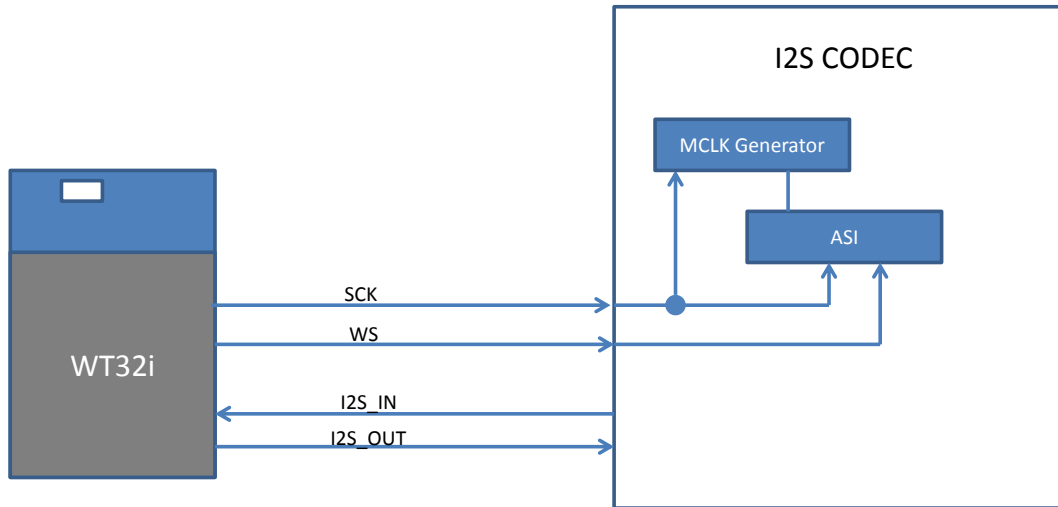 I2S CODEC
MCLK Generator
ASI
SCK
WS
WT32i
I2S_IN
I2S_OUT